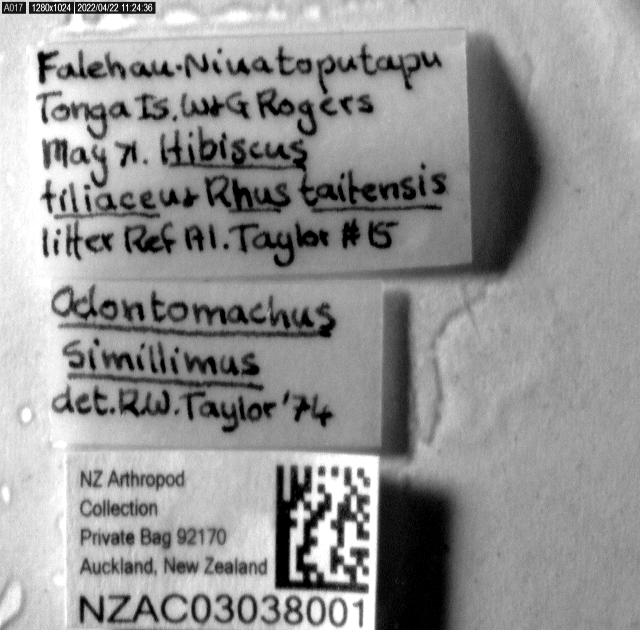 A017 1280x1024 2022/04/22 11:24:36
Falehau. Niuatoputapu
Tonga Is. W&G Rogers
May 71. Hibiscus
tiliaceus Rhus taitensis
litter Ref Al. Taylor #15
Odontomachus
Simillimus
det. R.W. Taylor '74
NZ Arthropod
Collection
Private Bag 92170
Auckland, New Zealand
NZAC03038001